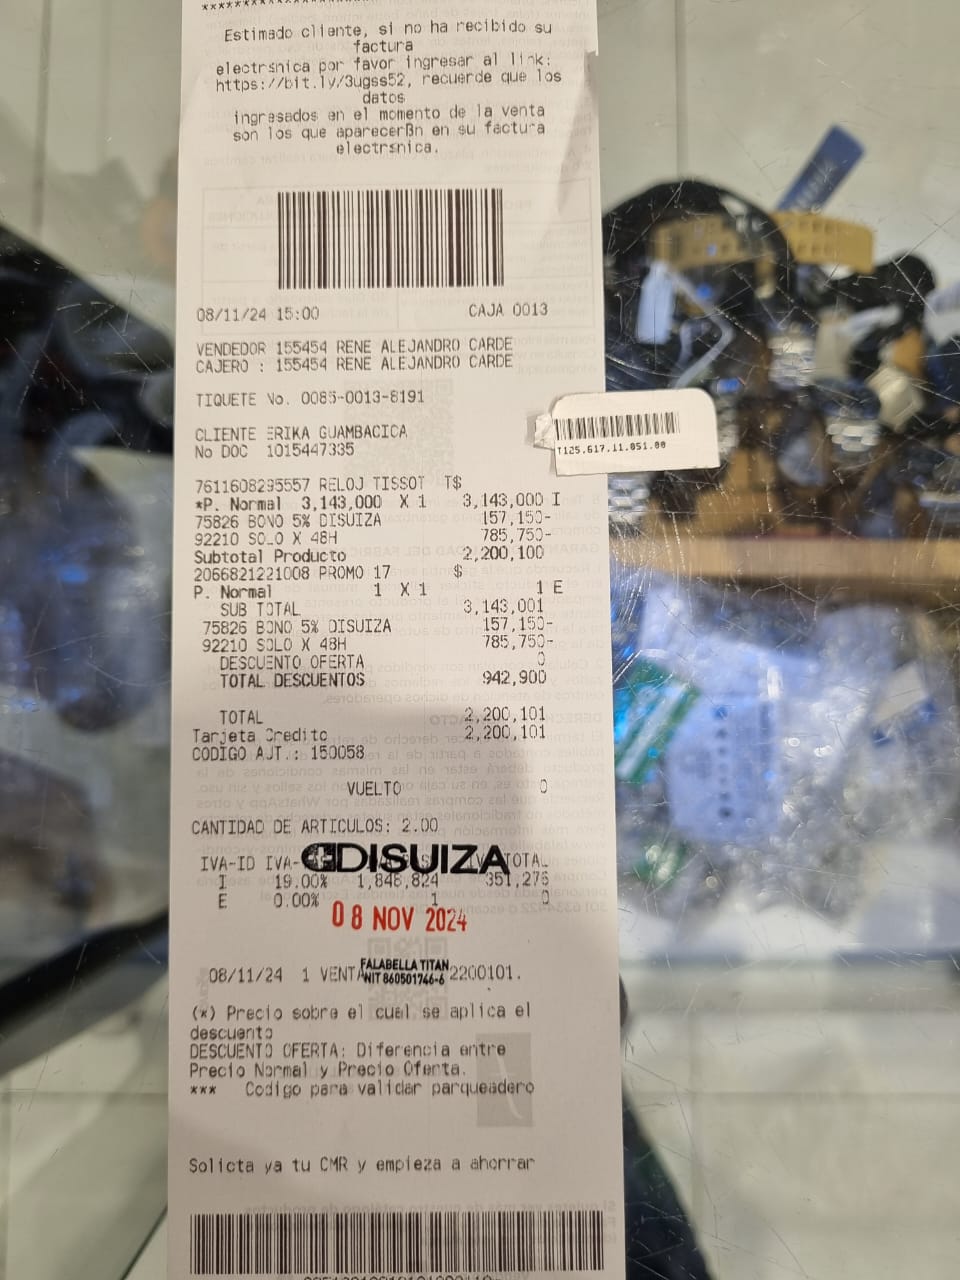 Estimado cliente, si no ha recibido su
factura
electrsnica por favor ingresar al link:
https://bit.ly/3ugss52, recuerde que los
datos
ingresados en el momento de la venta
son los que aparecerßn en su factura
electrsnica.
08/11/24 15:00 CAJA 0013
VENDEDOR 155454 RENE ALEJANDRO CARDE
CAJERO : 155454 RENE ALEJANDRO CARDE
TIQUETE No. 0085-0013-8191
CLIENTE ERIKA GUAMBACICA
No DOC 1015447335
T125.617.11.051.00
7611608295557 RELOJ TISSOT T$
*P. Normal 3,143,000 X 1 3,143,000 I
75826 BONO 5% DISUIZA 157,150-
92210 SOLO X 48H 785,750-
Subtotal Producto 2,200,100
2066821221008 PROMO 17 $
P. Normal 1 X 1 1 E
SUB TOTAL 3,143,001
75826 BONO 5% DISUIZA 157,150-
92210 SOLO X 48H 785,750-
DESCUENTO OFERTA 0
TOTAL DESCUENTOS 942,900
TOTAL 2,200,101
Tarjeta Credito 2,200,101
CODIGO AUT.: 150058
VUELTO 0
CANTIDAD DE ARTICULOS: 2.00
DISUIZA
IVA-ID IVA- TOTAL
I 19.00% 1,848,824 351,276
E 0.00% 1 0
08 NOV 2024
FALABELLA TITAN
NIT 860501746-6
08/11/24 1 VENTA 2200101.
(*) Precio sobre el cual se aplica el
descuento
DESCUENTO OFERTA: Diferencia entre
Precio Normal y Precio Oferta.
*** Codigo para validar parqueadero
Solicta ya tu CMR y empieza a ahorrar